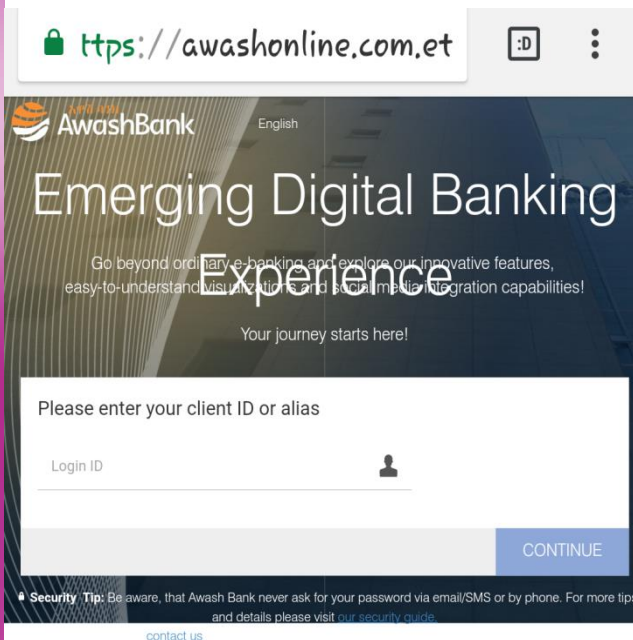 ttps://awashonline.com.et
:D
AwashBank
English
Emerging Digital Banking
Experience
Go beyond ordinary e-banking and explore our innovative features,
easy-to-understand visualizations and social media integration capabilities!
Your journey starts here!
Please enter your client ID or alias
Login ID
CONTINUE
Security Tip: Be aware, that Awash Bank never ask for your password via email/SMS or by phone. For more tips
and details please visit our security guide.
contact us